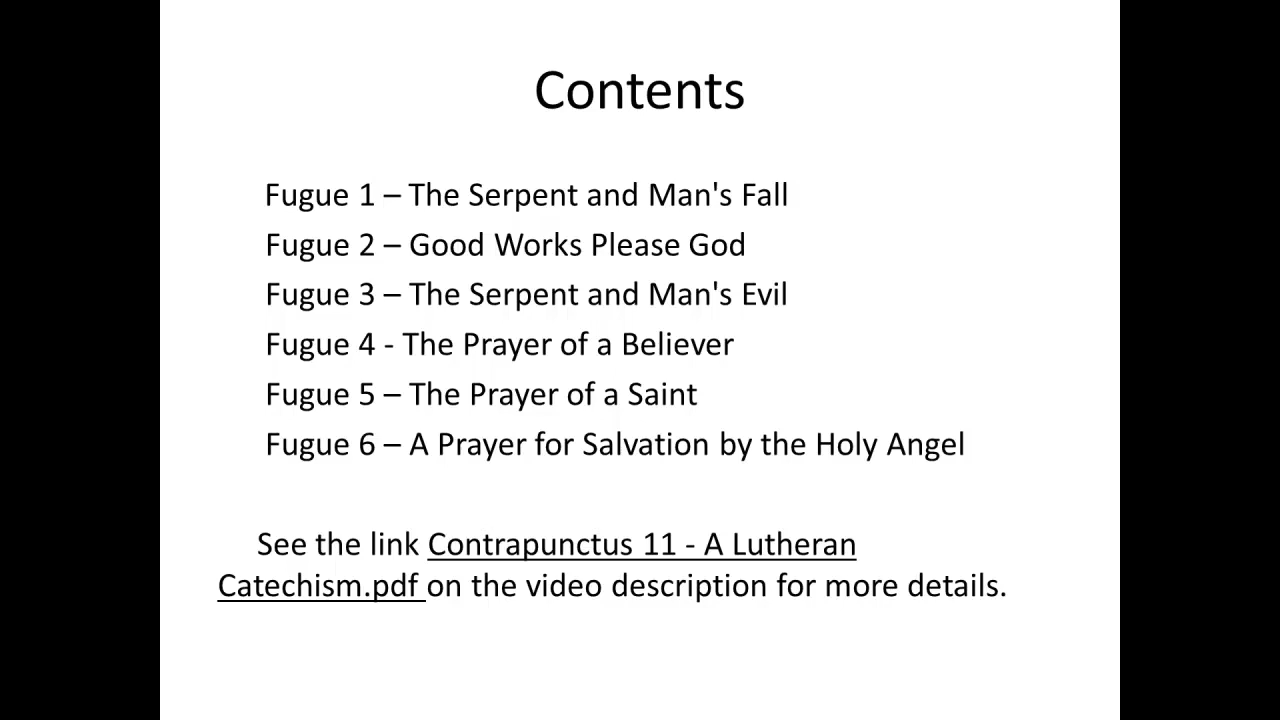 Contents
Fugue 1 – The Serpent and Man's Fall
Fugue 2 – Good Works Please God
Fugue 3 – The Serpent and Man's Evil
Fugue 4 - The Prayer of a Believer
Fugue 5 – The Prayer of a Saint
Fugue 6 – A Prayer for Salvation by the Holy Angel
See the link Contrapunctus 11 - A Lutheran
Catechism.pdf on the video description for more details.